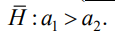 H̅ : a₁ > a₂.